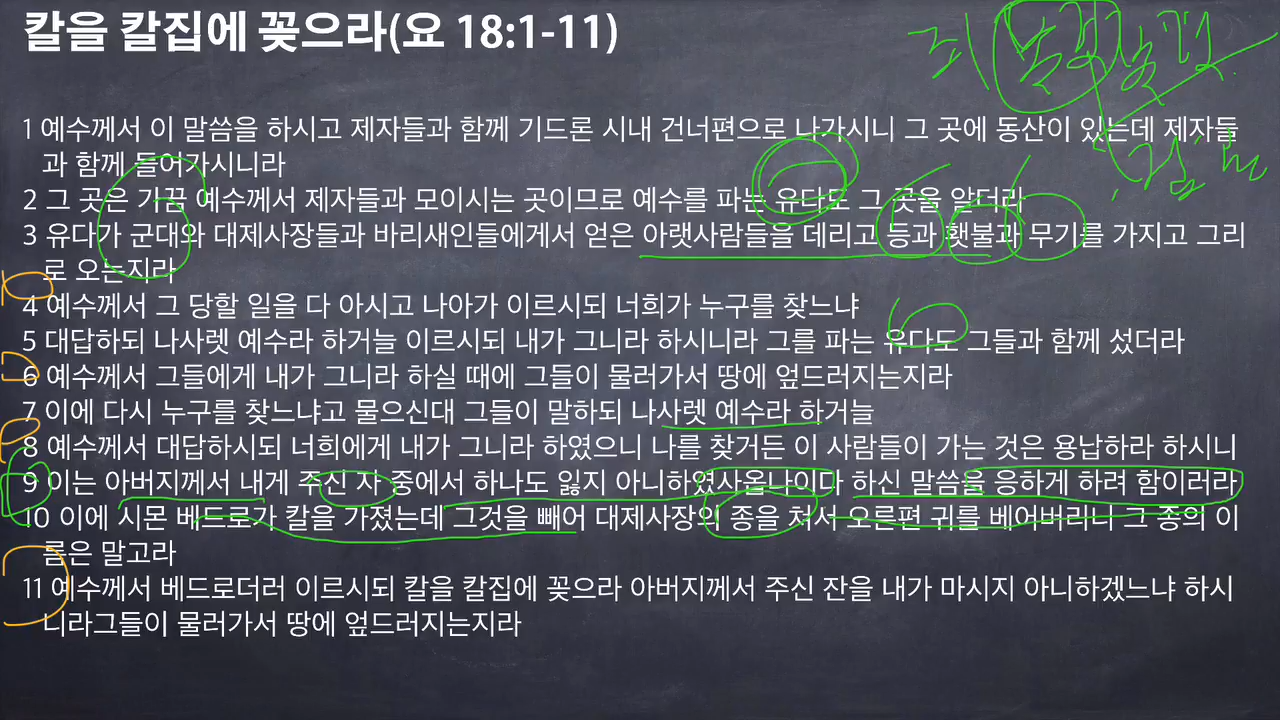 칼을 칼집에 꽂으라(요 18:1-11)
1 예수께서 이 말씀을 하시고 제자들과 함께 기드론 시내 건너편으로 나가시니 그 곳에 동산이 있는데 제자들
과 함께 들어가시니라
2 그 곳은 가끔 예수께서 제자들과 모이시는 곳이므로 예수를 파는 유다도 그 곳을 알더라
3 유다가 군대와 대제사장들과 바리새인들에게서 얻은 아랫사람들을 데리고 등과 횃불과 무기를 가지고 그리
로 오는지라
4 예수께서 그 당할 일을 다 아시고 나아가 이르시되 너희가 누구를 찾느냐
5 대답하되 나사렛 예수라 하거늘 이르시되 내가 그니라 하시니라 그를 파는 유다도 그들과 함께 섰더라
6 예수께서 그들에게 내가 그니라 하실 때에 그들이 물러가서 땅에 엎드러지는지라
7 이에 다시 누구를 찾느냐고 물으신대 그들이 말하되 나사렛 예수라 하거늘
8 예수께서 대답하시되 너희에게 내가 그니라 하였으니 나를 찾거든 이 사람들이 가는 것은 용납하라 하시니
9 이는 아버지께서 내게 주신 자 중에서 하나도 잃지 아니하였사옵나이다 하신 말씀을 응하게 하려 함이러라
10 이에 시몬 베드로가 칼을 가졌는데 그것을 빼어 대제사장의 종을 쳐서 오른편 귀를 베어버리니 그 종의 이
름은 말고라
11 예수께서 베드로더러 이르시되 칼을 칼집에 꽂으라 아버지께서 주신 잔을 내가 마시지 아니하겠느냐 하시
니라그들이 물러가서 땅에 엎드러지는지라